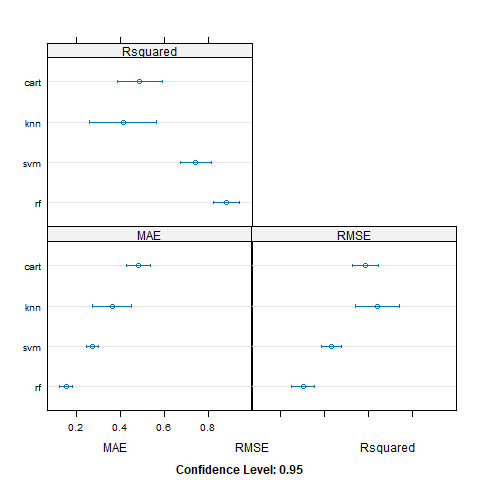 Rsquared
cart
knn
svm
rf
MAE RMSE
cart
knn
svm
rf
0.2 0.4 0.6 0.8
MAE RMSE Rsquared
Confidence Level: 0.95